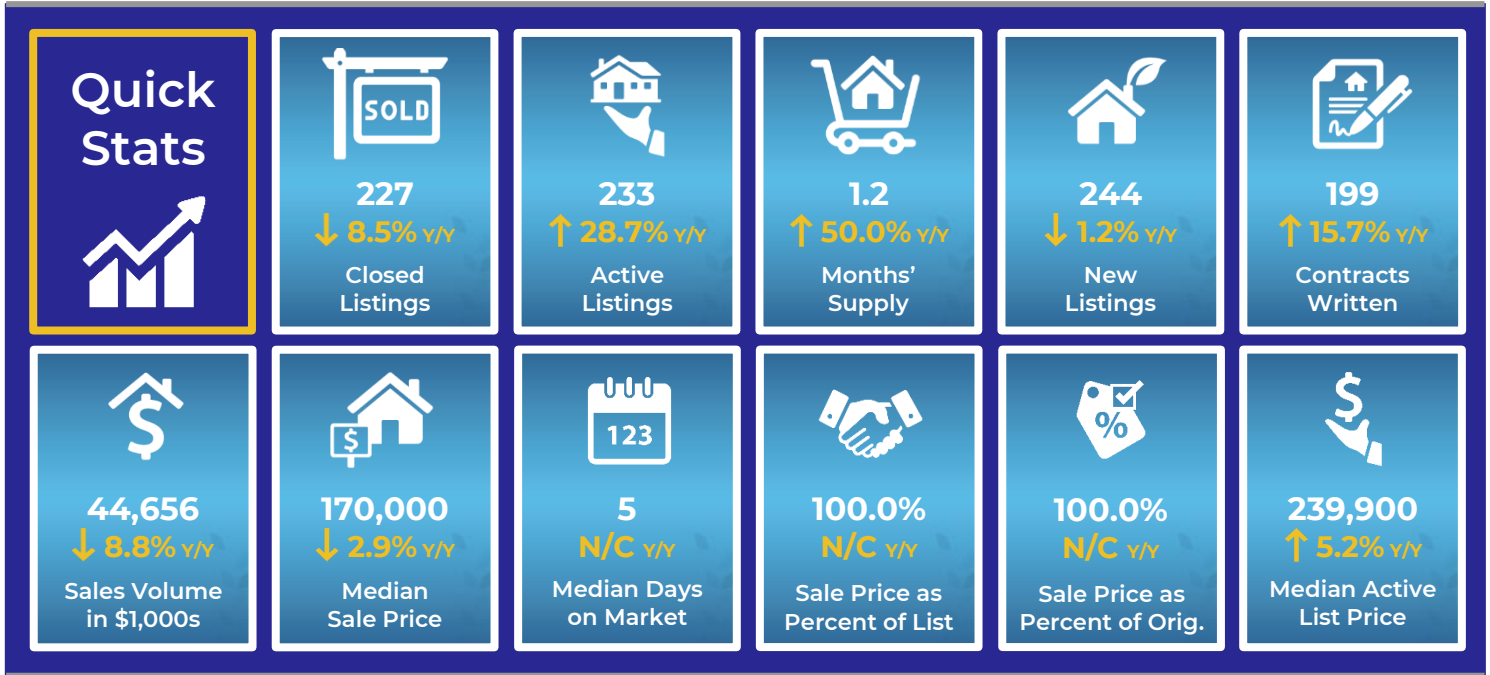 Quick
Stats
SOLD
227
↓ 8.5% Y/Y
Closed
Listings
233
↑ 28.7% Y/Y
Active
Listings
1.2
↑ 50.0% Y/Y
Months’
Supply
244
↓ 1.2% Y/Y
New
Listings
199
↑ 15.7% Y/Y
Contracts
Written
$
44,656
↓ 8.8% Y/Y
Sales Volume
in $1,000s
$
170,000
↓ 2.9% Y/Y
Median
Sale Price
123
5
N/C Y/Y
Median Days
on Market
100.0%
N/C Y/Y
Sale Price as
Percent of List
%
100.0%
N/C Y/Y
Sale Price as
Percent of Orig.
$
239,900
↑ 5.2% Y/Y
Median Active
List Price